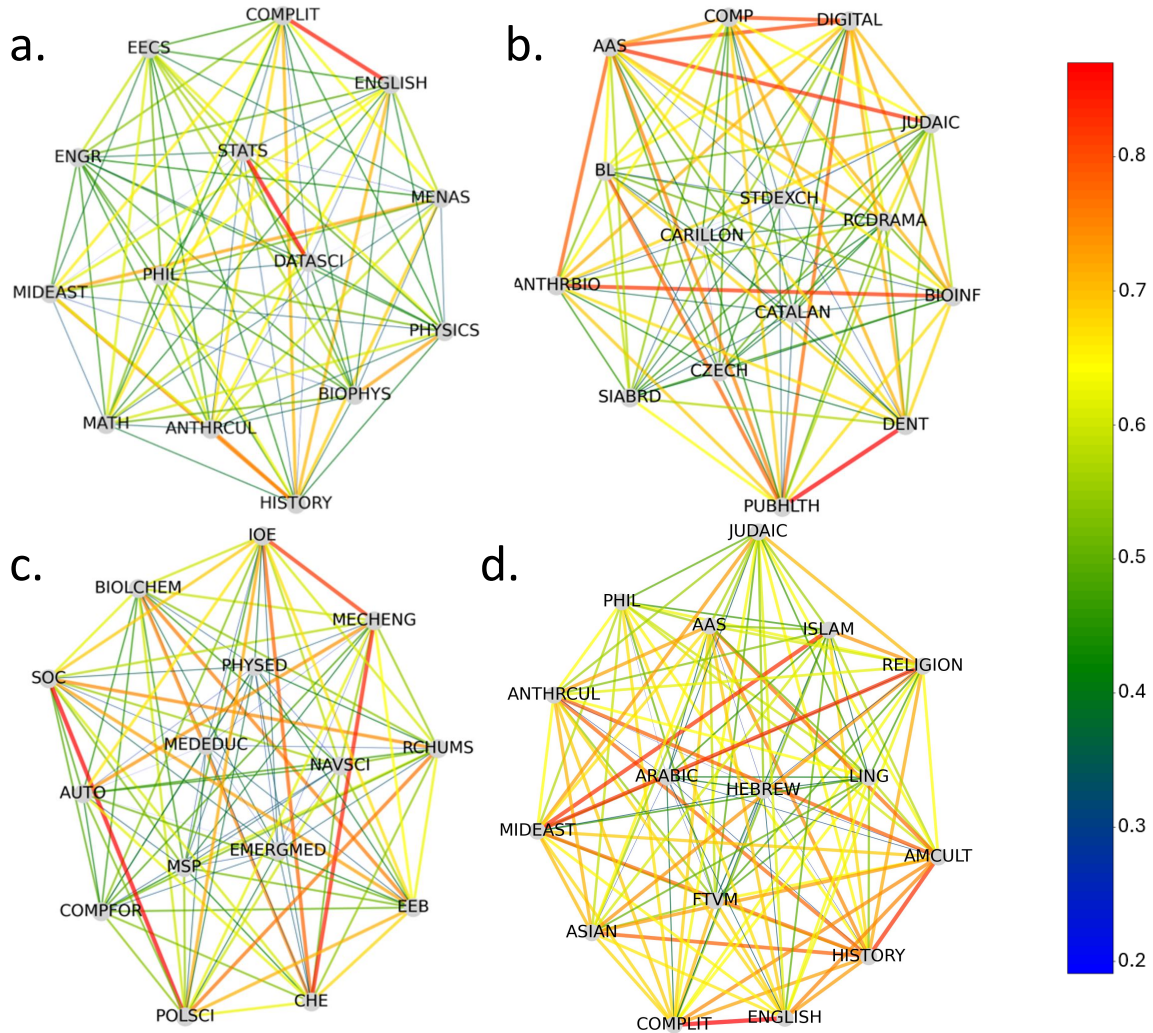 a.
COMPLIT
EECS
ENGLISH
STATS
ENGR
MENAS
DATASCI
PHIL
MIDEAST
PHYSICS
BIOPHYS
MATH
ANTHRCUL
HISTORY
b.
COMP
DIGITAL
AAS
JUDAIC
BL
STDEXCH
RCDRAMA
CARILLON
ANTHRBIO
BIOINF
CATALAN
CZECH
SIABRD
DENT
PUBHLTH
c.
IOE
BIOLCHEM
MECHENG
PHYSED
SOC
MEDEDUC
RCHUMS
NAVSCI
AUTO
EMERGMED
MSP
COMPFOR
EEB
CHE
POLSCI
d.
JUDAIC
PHIL
AAS
ISLAM
RELIGION
ANTHRCUL
ARABIC
LING
HEBREW
MIDEAST
AMCULT
FTVM
ASIAN
HISTORY
ENGLISH
COMPLIT
0.8
0.7
0.6
0.5
0.4
0.3
0.2